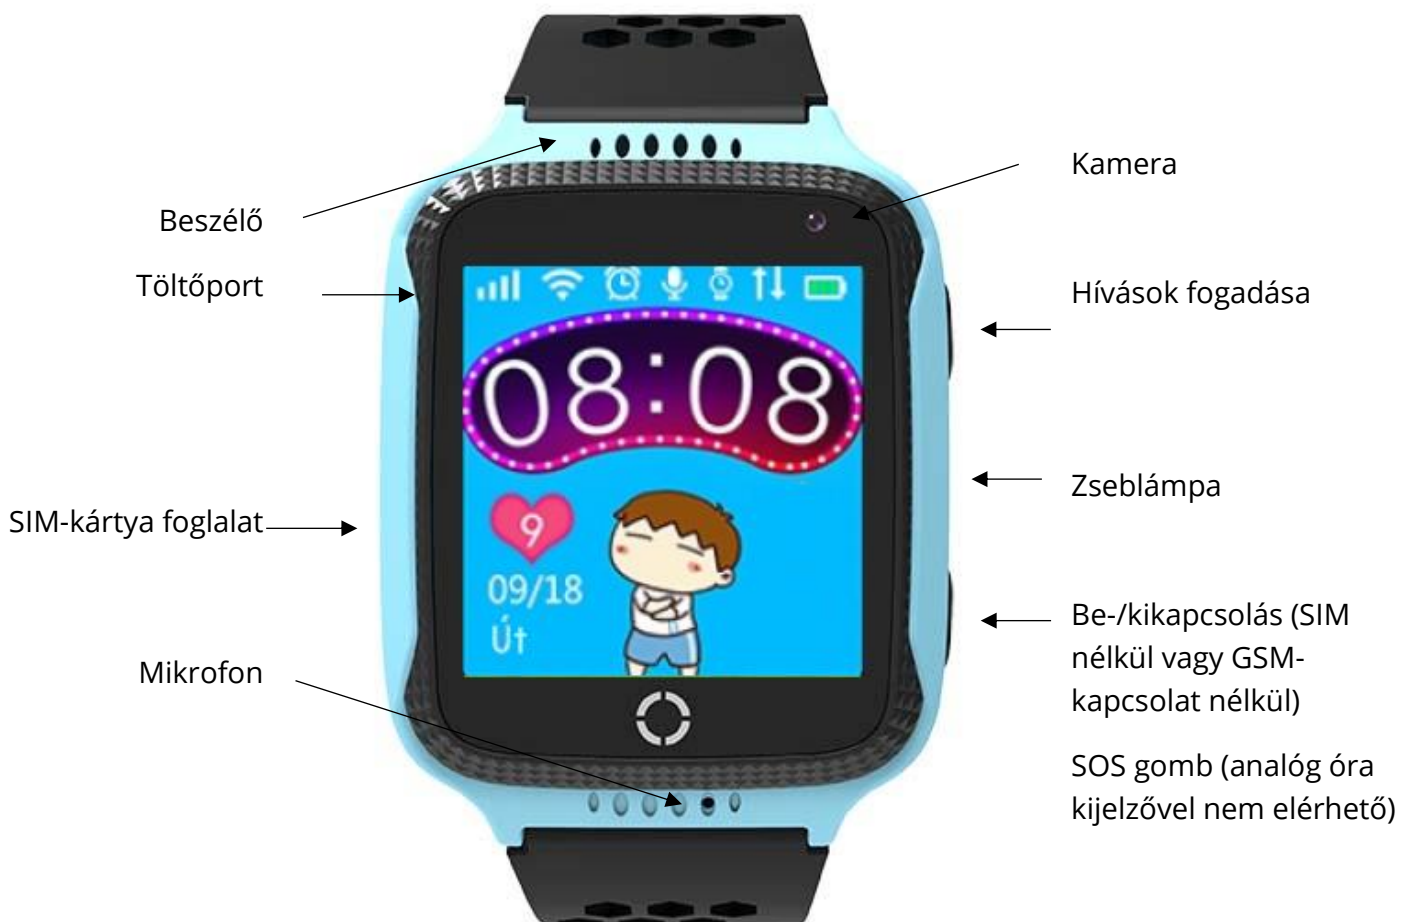 Beszélő
Töltőport
SIM-kártya foglalat
Mikrofon
08:08
9
09/18
Út
Kamera
Hívások fogadása
Zseblámpa
Be-/kikapcsolás (SIM
nélkül vagy GSM-
kapcsolat nélkül)
SOS gomb (analóg óra
kijelzővel nem elérhető)